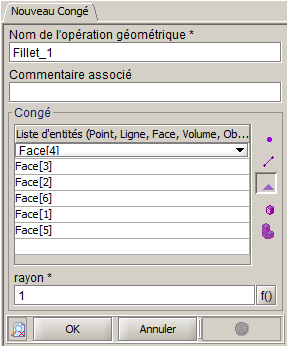 Nouveau Congé
Nom de l'opération géométrique *
Fillet_1
Commentaire associé
Congé
Liste d'entités (Point, Ligne, Face, Volume, Ob...
Face[4]
Face[3]
Face[2]
Face[6]
Face[1]
Face[5]
rayon *
1
f()
OK
Annuler